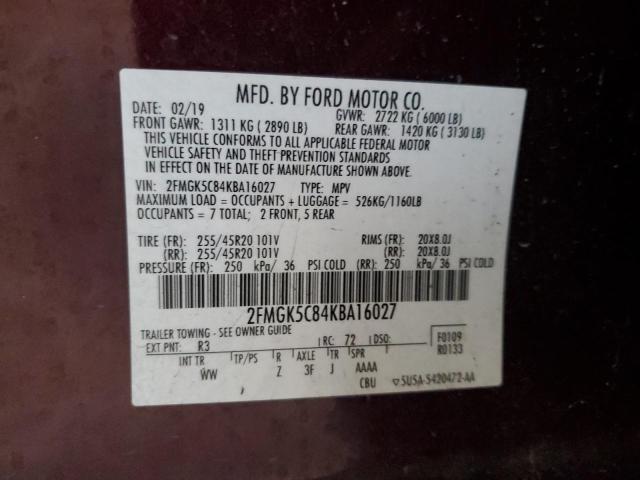 MFD. BY FORD MOTOR CO.
DATE: 02/19 GVWR: 2722 KG ( 6000 LB)
FRONT GAWR: 1311 KG ( 2890 LB) REAR GAWR: 1420 KG ( 3130 LB)
THIS VEHICLE CONFORMS TO ALL APPLICABLE FEDERAL MOTOR
VEHICLE SAFETY AND THEFT PREVENTION STANDARDS
IN EFFECT ON THE DATE OF MANUFACTURE SHOWN ABOVE.
VIN: 2FMGK5C84KBA16027 TYPE: MPV
MAXIMUM LOAD = OCCUPANTS + LUGGAGE = 526KG/1160LB
OCCUPANTS = 7 TOTAL; 2 FRONT, 5 REAR
TIRE (FR): 255/45R20 101V RIMS (FR): 20X8.0J
(RR): 255/45R20 101V (RR): 20X8.0J
PRESSURE (FR): 250 kPa/ 36 PSI COLD (RR): 250 kPa/ 36 PSI COLD
2FMGK5C84KBA16027
TRAILER TOWING - SEE OWNER GUIDE
EXT PNT: R3 RC: 72 DSO: F0109
R0133
INT TR TP/PS R AXLE TR SPR
WW Z 3F J AAAA
CBU 5U5A-5420472-AA